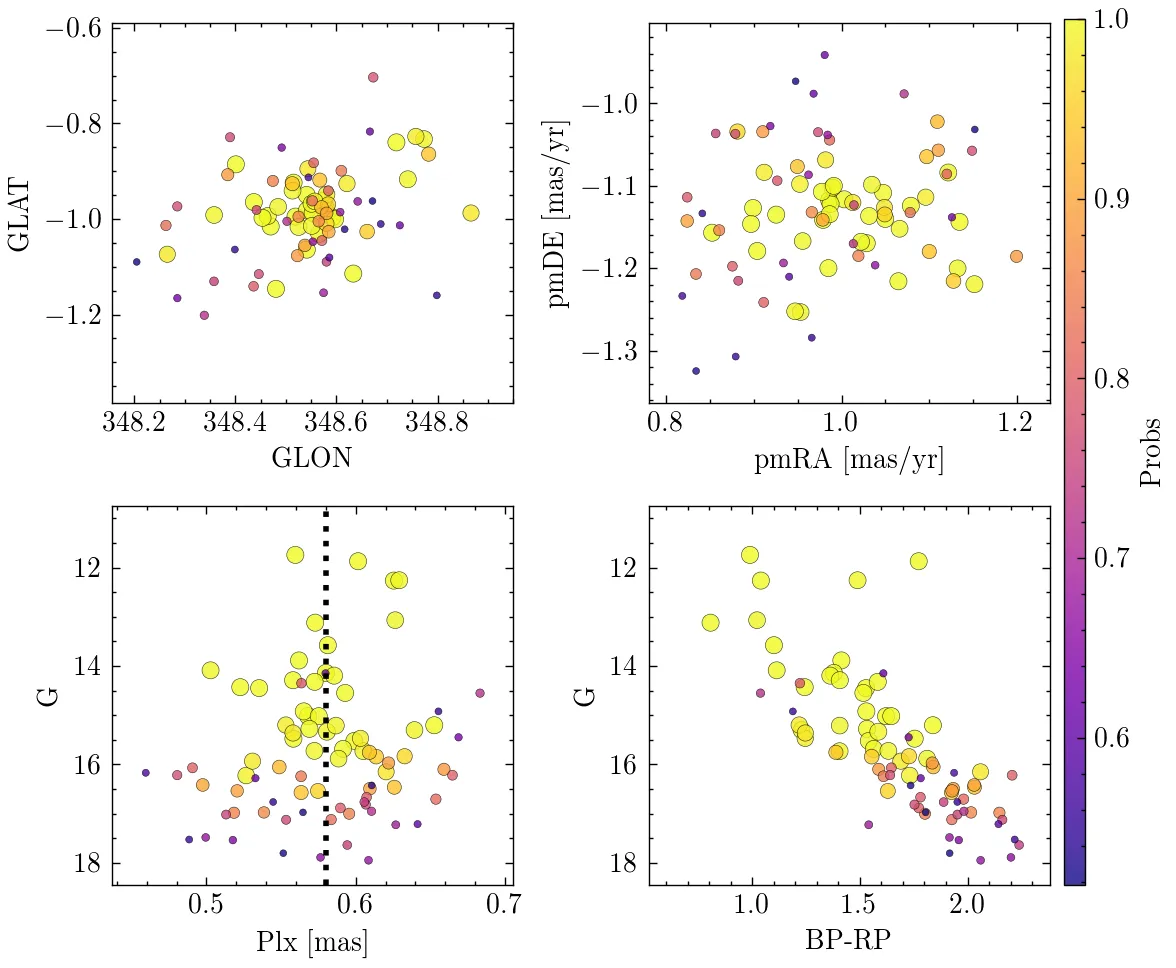 −0.6
−0.8
−1.0
−1.2
GLAT
348.2 348.4 348.6 348.8
GLON
−1.0
−1.1
−1.2
−1.3
pmDE [mas/yr]
0.8 1.0 1.2
pmRA [mas/yr]
12
14
16
18
G
0.5 0.6 0.7
Plx [mas]
12
14
16
18
G
1.0 1.5 2.0
BP-RP
1.0
0.9
0.8
0.7
0.6
Probs